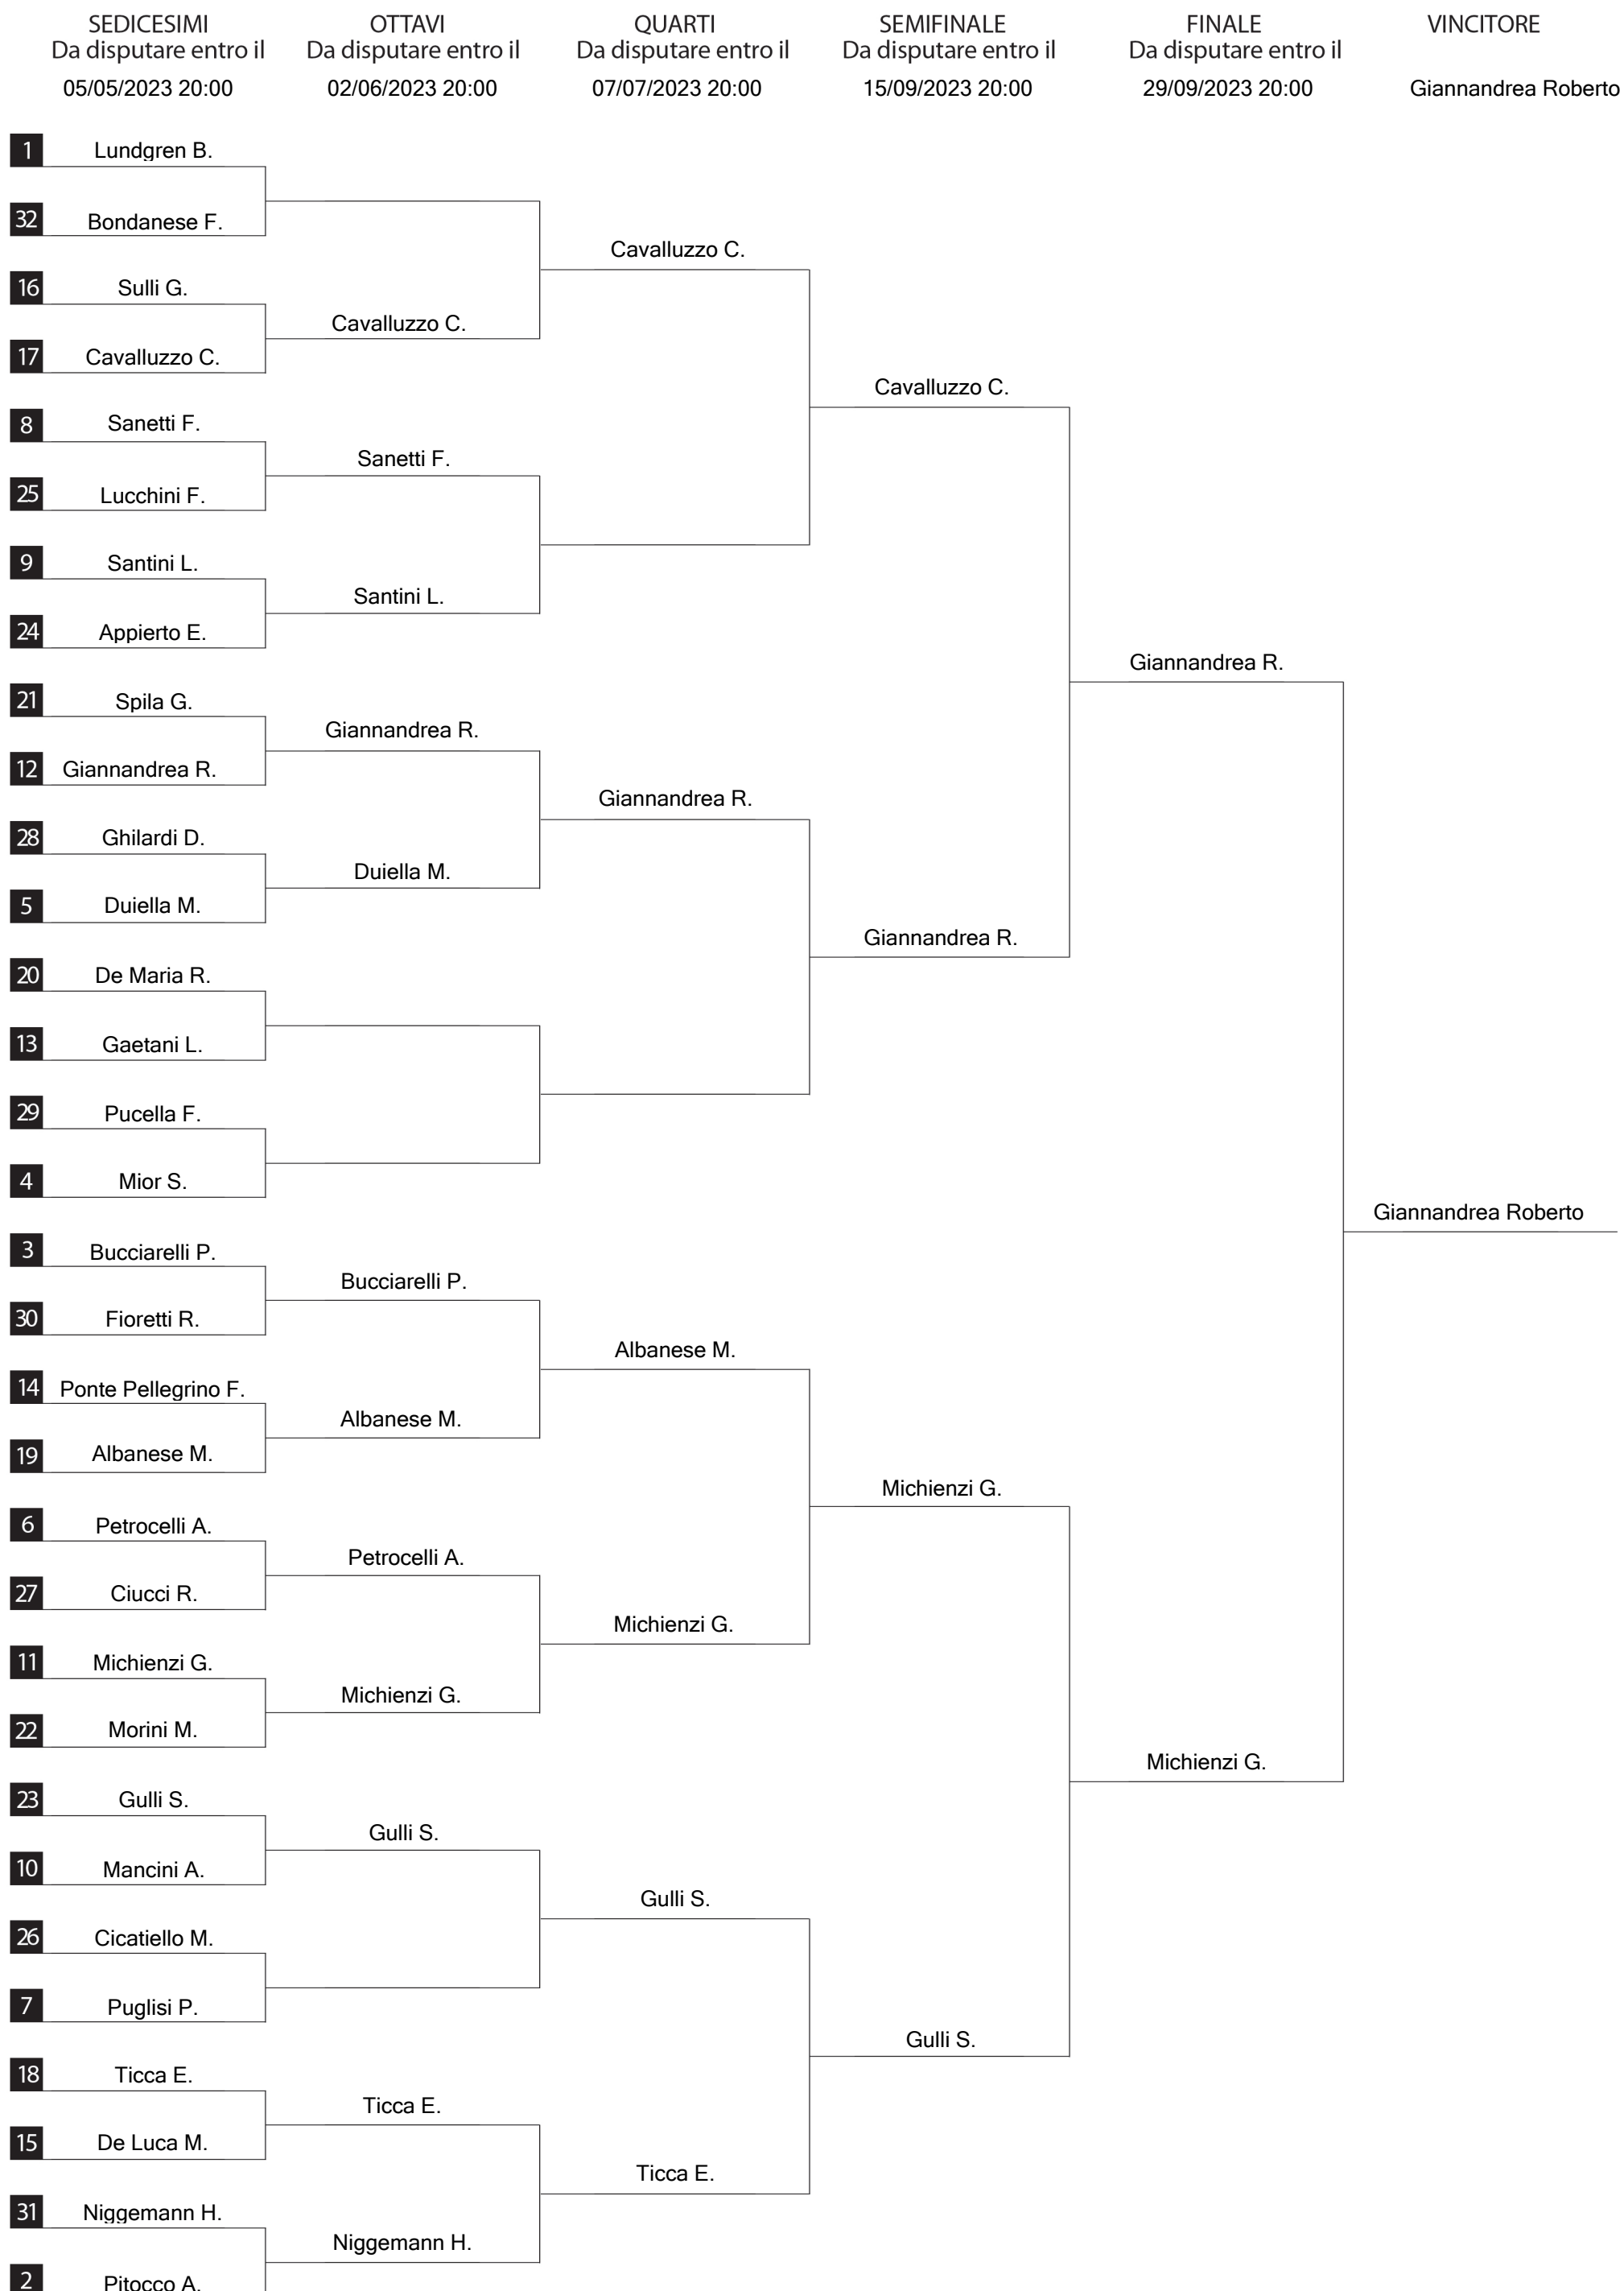 SEDICESIMI
Da disputare entro il
05/05/2023 20:00
OTTAVI
Da disputare entro il
02/06/2023 20:00
QUARTI
Da disputare entro il
07/07/2023 20:00
SEMIFINALE
Da disputare entro il
15/09/2023 20:00
FINALE
Da disputare entro il
29/09/2023 20:00
VINCITORE
Giannandrea Roberto
1 Lundgren B.
32 Bondanese F.
16 Sulli G.
17 Cavalluzzo C.
8 Sanetti F.
25 Lucchini F.
9 Santini L.
24 Appierto E.
21 Spila G.
12 Giannandrea R.
28 Ghilardi D.
5 Duiella M.
20 De Maria R.
13 Gaetani L.
29 Pucella F.
4 Mior S.
3 Bucciarelli P.
30 Fioretti R.
14 Ponte Pellegrino F.
19 Albanese M.
6 Petrocelli A.
27 Ciucci R.
11 Michienzi G.
22 Morini M.
23 Gulli S.
10 Mancini A.
26 Cicatiello M.
7 Puglisi P.
18 Ticca E.
15 De Luca M.
31 Niggemann H.
2 Pitocco A.
Cavalluzzo C.
Sanetti F.
Santini L.
Giannandrea R.
Duiella M.
Bucciarelli P.
Albanese M.
Petrocelli A.
Michienzi G.
Gulli S.
Ticca E.
Niggemann H.
Cavalluzzo C.
Giannandrea R.
Albanese M.
Michienzi G.
Gulli S.
Ticca E.
Cavalluzzo C.
Giannandrea R.
Michienzi G.
Gulli S.
Giannandrea R.
Michienzi G.
Giannandrea Roberto